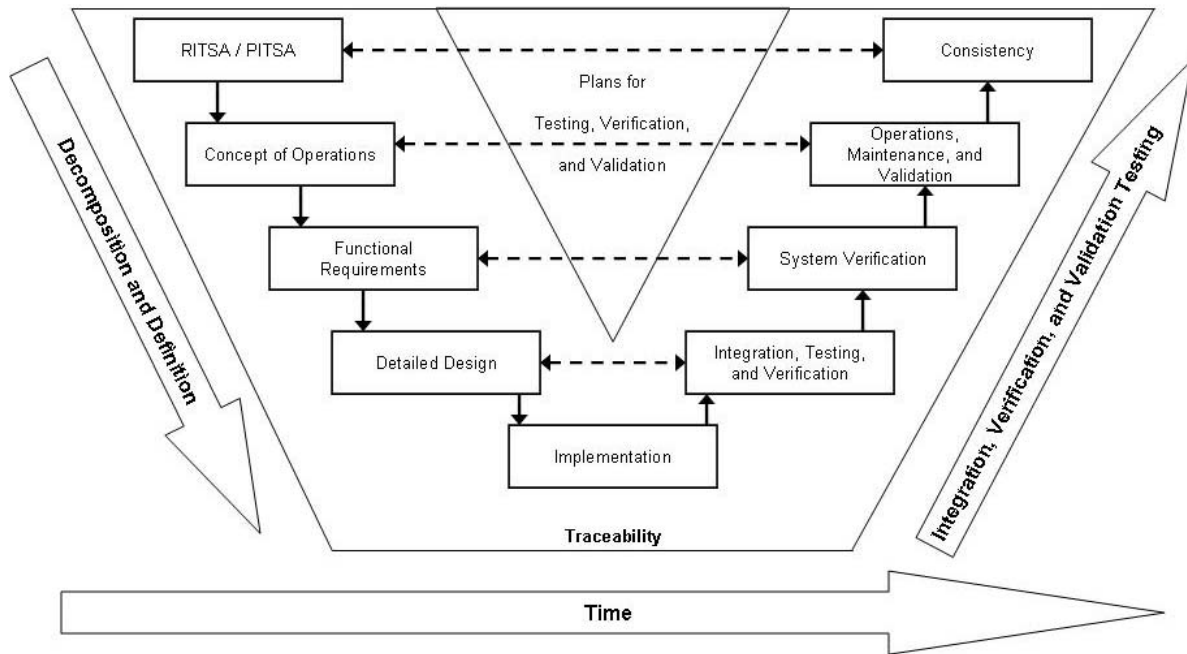 RITSA / PITSA
Consistency
Plans for
Testing, Verification,
and Validation
Concept of Operations
Operations,
Maintenance, and
Validation
Functional
Requirements
System Verification
Detailed Design
Integration, Testing,
and Verification
Implementation
Traceability
Decomposition and Definition
Integration, Verification, and Validation Testing
Time